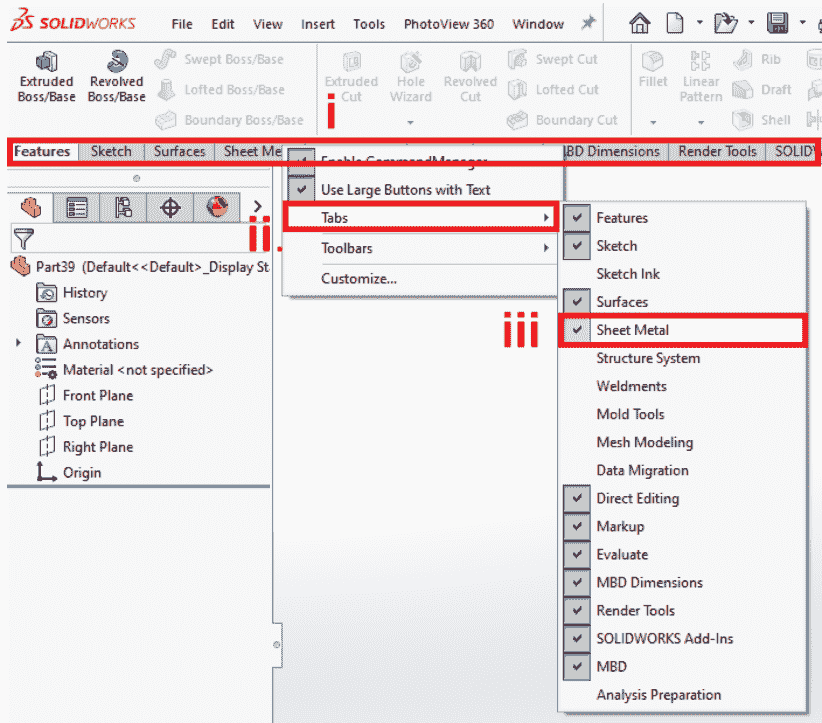 SOLIDWORKS File Edit View Insert Tools PhotoView 360 Window
Extruded Boss/Base
Revolved Boss/Base
Swept Boss/Base
Lofted Boss/Base
Boundary Boss/Base
Extruded Cut
Hole Wizard
Revolved Cut
Swept Cut
Lofted Cut
Boundary Cut
Fillet
Linear Pattern
Rib
Draft
Shell
i
Features Sketch Surfaces Sheet Me
MBD Dimensions Render Tools SOLIDW
Enable CommandManager
Use Large Buttons with Text
ii.
Tabs
Toolbars
Customize...
iii
Features
Sketch
Sketch Ink
Surfaces
Sheet Metal
Structure System
Weldments
Mold Tools
Mesh Modeling
Data Migration
Direct Editing
Markup
Evaluate
MBD Dimensions
Render Tools
SOLIDWORKS Add-Ins
MBD
Analysis Preparation
Part39 (Default<<Default>_Display St
History
Sensors
Annotations
Material <not specified>
Front Plane
Top Plane
Right Plane
Origin